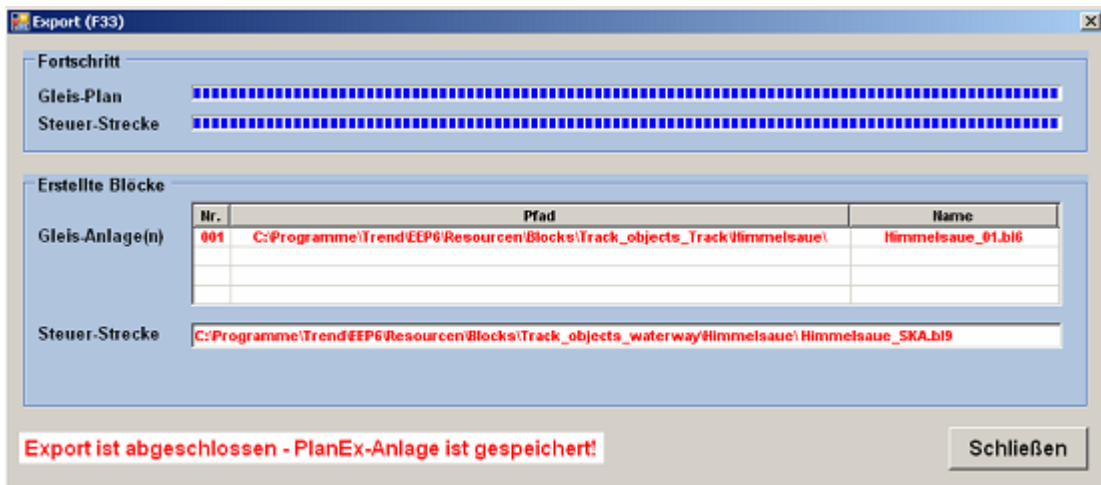 Export (F33)
Fortschritt
Gleis-Plan
Steuer-Strecke
Erstellte Blöcke
Nr. Pfad Name
Gleis-Anlage(n) 001 C:\Programme\Trend\EEP6\Resourcen\Blocks\Track_objects_Track\Himmelsaue\ Himmelsaue_01.bl6
Steuer-Strecke C:\Programme\Trend\EEP6\Resourcen\Blocks\Track_objects_waterway\Himmelsaue\ Himmelsaue_SKA.bl9
Export ist abgeschlossen - PlanEx-Anlage ist gespeichert! Schließen